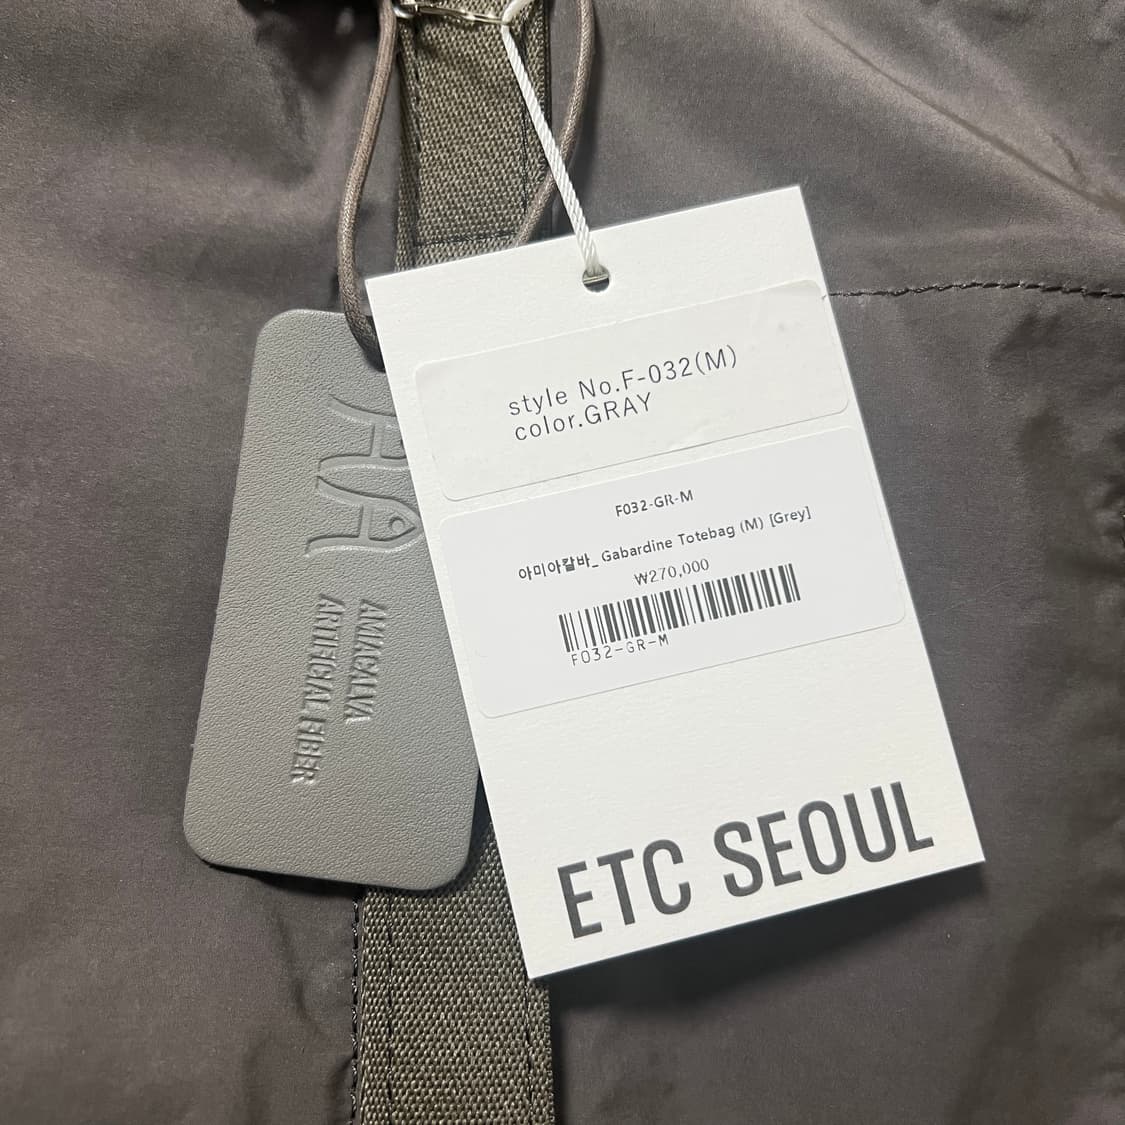 style No.F-032(M)
color.GRAY
F032-GR-M
아미아칼바_ Gabardine Totebag (M) [Grey]
₩270,000
F032-GR-M
ETC SEOUL
AMIACALVA
ARTIFICIAL FIBER